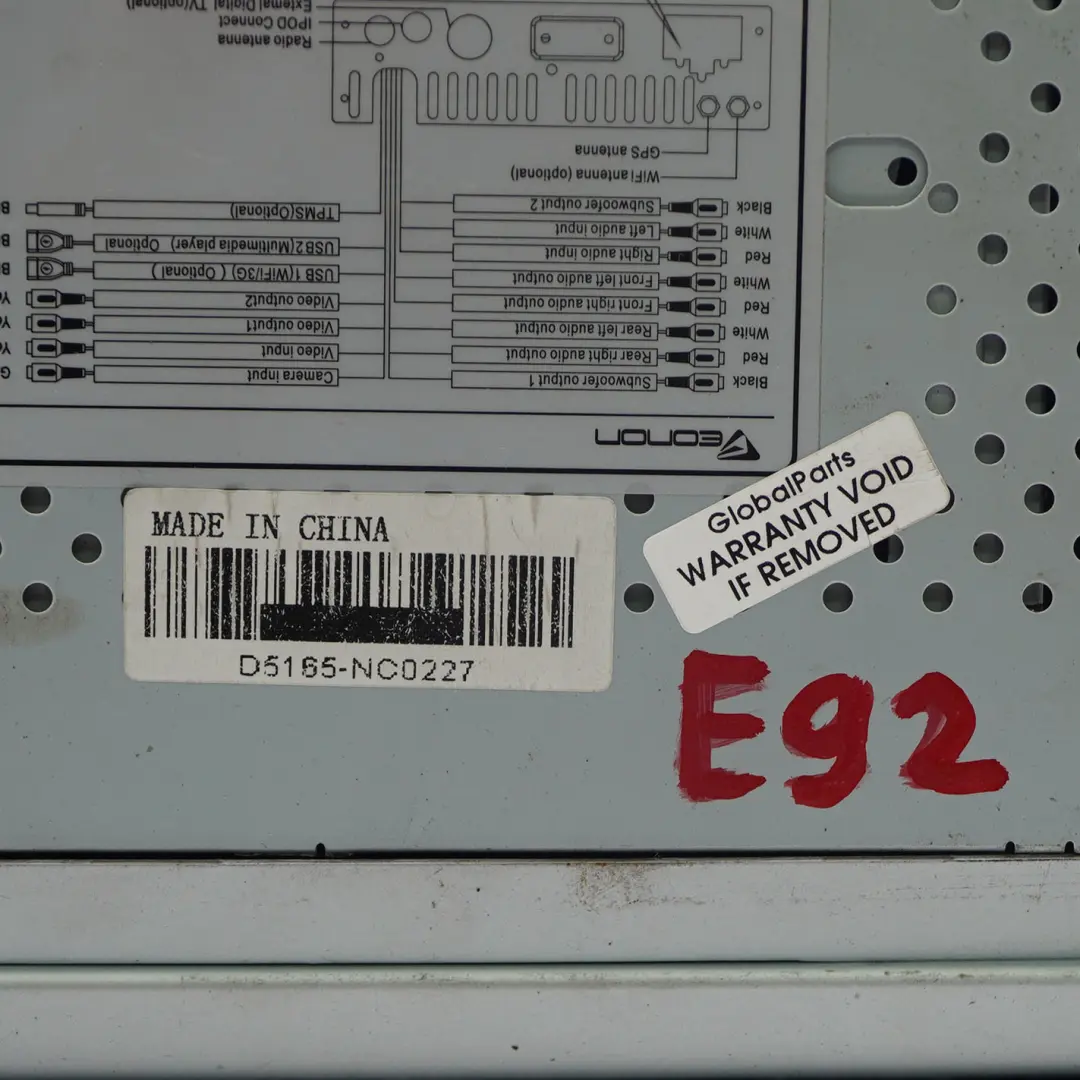 External Digital TV(optional)
IPOD Connect
Radio antenna
GPS antenna
WiFi antenna (optional)
TPMS(Optional)
USB2(Multimedia player) Optional
USB1(WIFI/3G) ( Optional )
Video output2
Video output1
Video input
Camera input
Subwoofer output 2 Black
Left audio input White
Right audio input Red
Front left audio output White
Front right audio output Red
Rear left audio output White
Rear right audio output Red
Subwoofer output 1 Black
EONON
MADE IN CHINA
D5165-NC0227
GlobalParts
WARRANTY VOID
IF REMOVED
E92